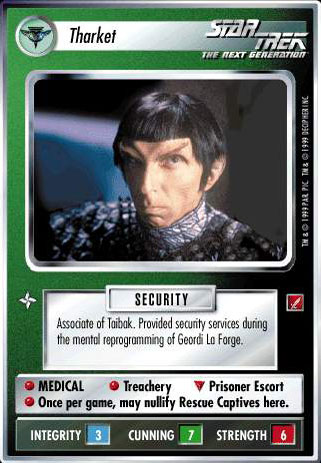 Tharket
STAR TREK
THE NEXT GENERATION
TM & © 1999 PAR. PIC. TM & © 1999 DECIPHER INC.
SECURITY
Associate of Taibak. Provided security services during
the mental reprogramming of Geordi La Forge.
MEDICAL Treachery Prisoner Escort
Once per game, may nullify Rescue Captives here.
INTEGRITY 3 CUNNING 7 STRENGTH 6